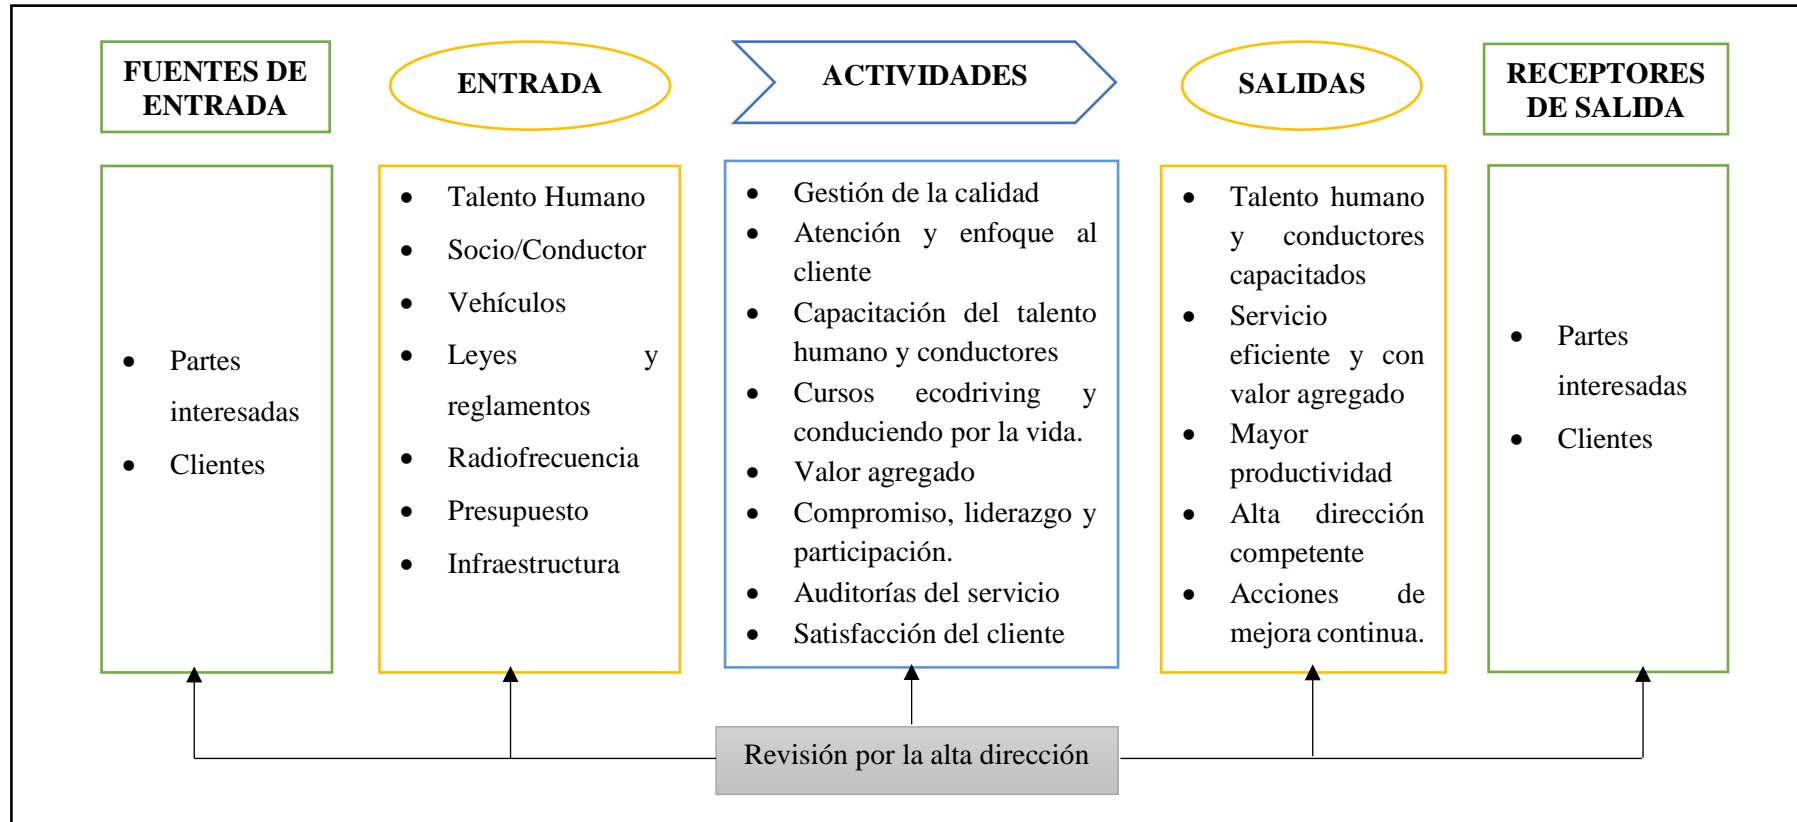 FUENTES DE
ENTRADA
ENTRADA
ACTIVIDADES
SALIDAS
RECEPTORES
DE SALIDA
• Partes
interesadas
• Clientes
• Talento Humano
• Socio/Conductor
• Vehículos
• Leyes y
reglamentos
• Radiofrecuencia
• Presupuesto
• Infraestructura
• Gestión de la calidad
• Atención y enfoque al
cliente
• Capacitación del talento
humano y conductores
• Cursos ecodriving y
conduciendo por la vida.
• Valor agregado
• Compromiso, liderazgo y
participación.
• Auditorías del servicio
• Satisfacción del cliente
• Talento humano
y conductores
capacitados
• Servicio
eficiente y con
valor agregado
• Mayor
productividad
• Alta dirección
competente
• Acciones de
mejora continua.
• Partes
interesadas
• Clientes
Revisión por la alta dirección